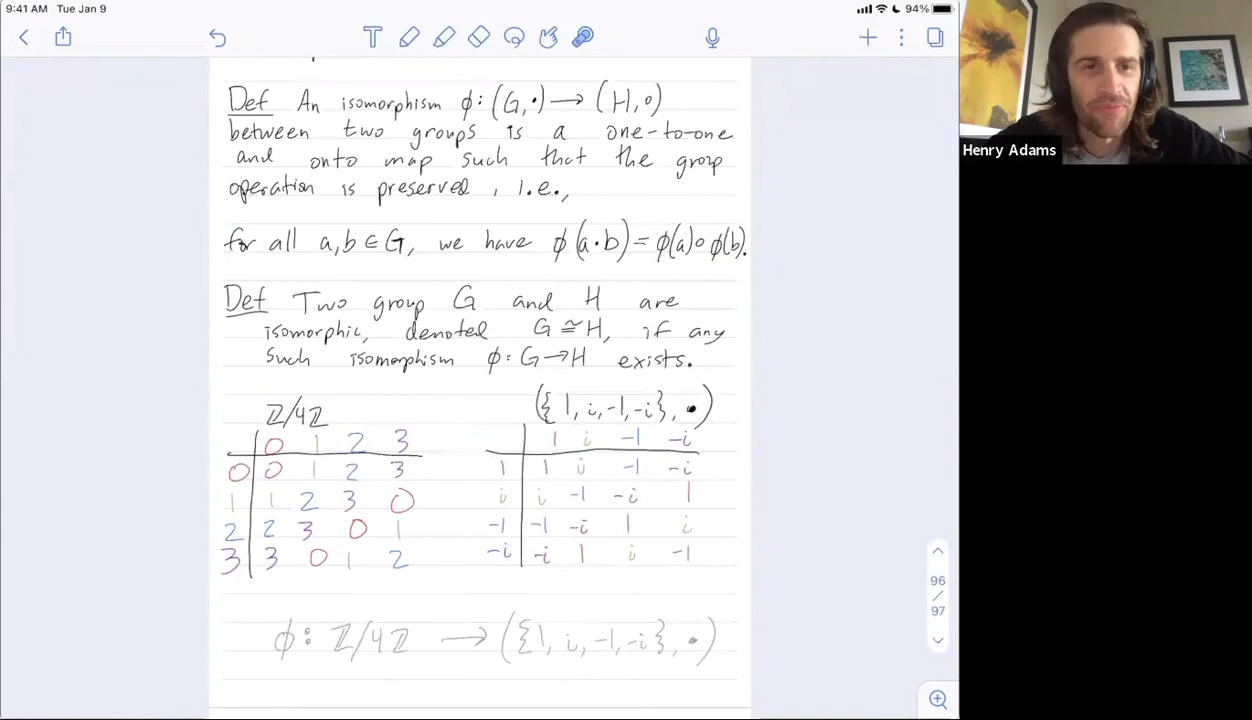 9:41 AM Tue Jan 9
94%
Def An isomorphism ϕ: (G, •) → (H, ∘)
between two groups is a one-to-one
and onto map such that the group
operation is preserved, i.e.,
for all a, b ∈ G, we have ϕ(a • b) = ϕ(a) ∘ ϕ(b).
Def Two group G and H are
isomorphic, denoted G ≅ H, if any
such isomorphism ϕ: G → H exists.
ℤ/4ℤ
0 1 2 3
0 0 1 2 3
1 1 2 3 0
2 2 3 0 1
3 3 0 1 2
({1, i, -1, -i}, •)
1 i -1 -i
1 1 i -1 -i
i i -1 -i 1
-1 -1 -i 1 i
-i -i 1 i -1
ϕ: ℤ/4ℤ → ({1, i, -1, -i}, •)
96
/
97
Henry Adams